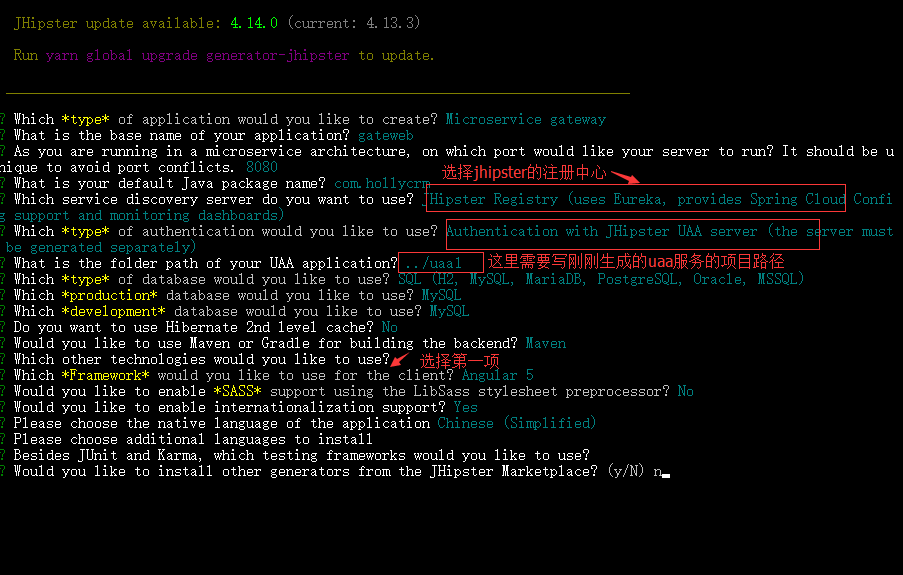 JHipster update available: 4.14.0 (current: 4.13.3)
Run yarn global upgrade generator-jhipster to update.
? Which *type* of application would you like to create? Microservice gateway
? What is the base name of your application? gateweb
? As you are running in a microservice architecture, on which port would like your server to run? It should be u
nique to avoid port conflicts. 8080
选择jhipster的注册中心
? What is your default Java package name? com.hollycrm
? Which service discovery server do you want to use? JHipster Registry (uses Eureka, provides Spring Cloud Confi
g support and monitoring dashboards)
? Which *type* of authentication would you like to use? Authentication with JHipster UAA server (the server must
be generated separately)
? What is the folder path of your UAA application? ../uaa1 这里需要写刚刚生成的uaa服务的项目路径
? Which *type* of database would you like to use? SQL (H2, MySQL, MariaDB, PostgreSQL, Oracle, MSSQL)
? Which *production* database would you like to use? MySQL
? Which *development* database would you like to use? MySQL
? Do you want to use Hibernate 2nd level cache? No
? Would you like to use Maven or Gradle for building the backend? Maven
? Which other technologies would you like to use? 选择第一项
? Which *Framework* would you like to use for the client? Angular 5
? Would you like to enable *SASS* support using the LibSass stylesheet preprocessor? No
? Would you like to enable internationalization support? Yes
? Please choose the native language of the application Chinese (Simplified)
? Please choose additional languages to install
? Besides JUnit and Karma, which testing frameworks would you like to use?
? Would you like to install other generators from the JHipster Marketplace? (y/N) n